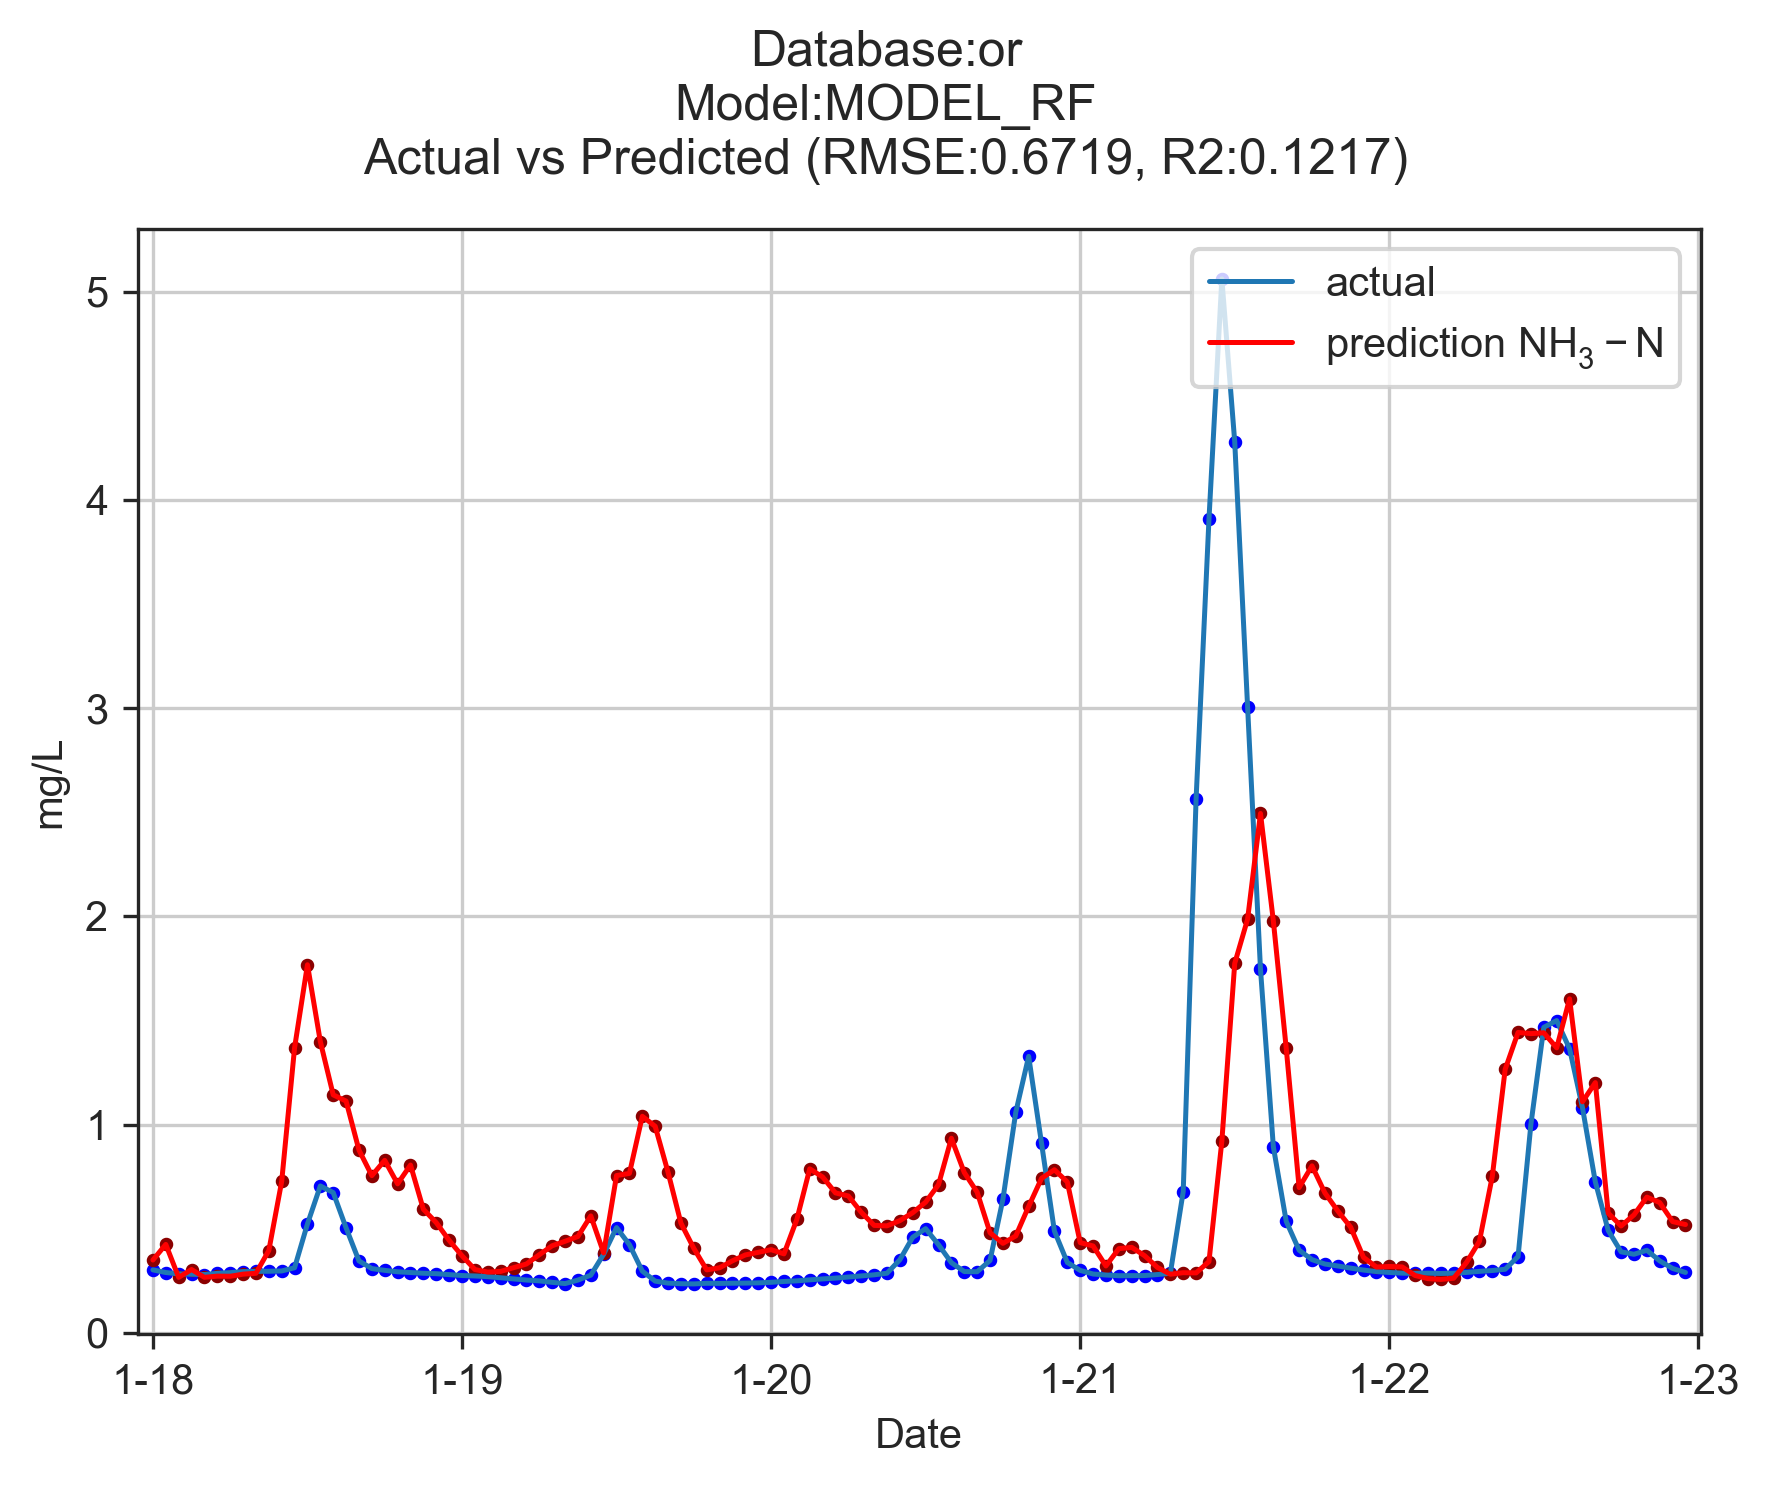 Database:or
Model:MODEL_RF
Actual vs Predicted (RMSE:0.6719, R2:0.1217)
actual
prediction NH₃ − N
5
4
3
2
1
0
mg/L
1-18 1-19 1-20 1-21 1-22 1-23
Date